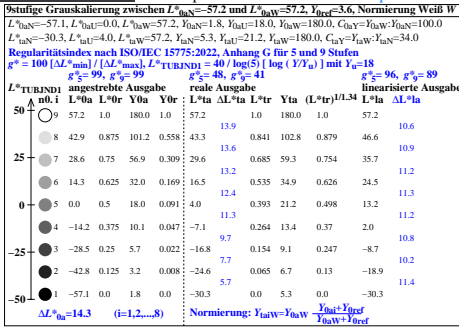 9stufige Grauskalierung zwischen L*0aN=−57.2 und L*0aW=57.2, Y0ref=3.6, Normierung Weiß W
L*0aN=−57.1, L*0aU=0.0, L*0aW=57.2, Y0aN=1.8, Y0aU=18.0, Y0aW=180.0, C0aY=Y0aW:Y0aN=100.0
L*taN=−30.3, L*taU=4.0, L*taW=57.2, YtaN=5.3, YtaU=21.2, YtaW=180.0, CtaY=YtaW:YtaN=34.0
Regularitätsindex nach ISO/IEC 15775:2022, Anhang G für 5 und 9 Stufen
g* = 100 [ΔL*min] / [ΔL*max], L*TUBJND1 = 40 / log(5) [ log ( Y/Yu) ] mit Yu=18
g*5= 99, g*9= 99 g*5= 48, g*9= 41 g*5= 96, g*9= 89
L*TUBJND1 angestrebte Ausgabe reale Ausgabe linearisierte Ausgabe
n0. i L*0a L*0r Y0a Y0r L*ta ΔL*ta L*tr Yta (L*tr)1/1.34 L*la ΔL*la
50 9 57.2 1.0 180.0 1.0 57.2 1.0 180.0 1.0 57.2
13.9 10.6
8 42.9 0.875 101.2 0.558 43.3 0.841 102.8 0.879 46.6
13.6 10.9
7 28.6 0.75 56.9 0.309 29.6 0.685 59.3 0.754 35.7
13.2 11.2
6 14.3 0.625 32.0 0.169 16.5 0.535 34.9 0.626 24.5
12.4 11.3
0 5 0.0 0.5 18.0 0.091 4.0 0.393 21.2 0.498 13.2
11.3 11.2
4 −14.2 0.375 10.1 0.047 −7.1 0.264 13.4 0.37 2.0
9.7 10.8
3 −28.5 0.25 5.7 0.022 −16.8 0.154 9.1 0.247 −8.7
7.7 10.2
2 −42.8 0.125 3.2 0.008 −24.6 0.065 6.7 0.13 −18.9
5.7 11.4
−50 1 −57.1 0.0 1.8 0.0 −30.3 0.0 5.3 0.0 −30.3
ΔL*0a=14.3 (i=1,2,...,8) Normierung: YtaiW=Y0aW Y0ai+Y0ref
Y0aW+Y0ref